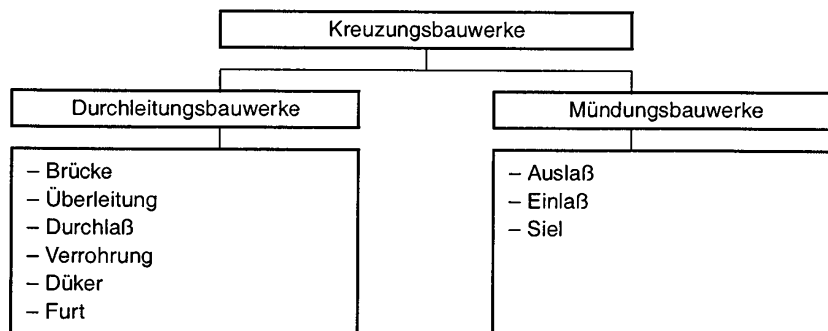 Kreuzungsbauwerke
Durchleitungsbauwerke
– Brücke
– Überleitung
– Durchlaß
– Verrohrung
– Düker
– Furt
Mündungsbauwerke
– Auslaß
– Einlaß
– Siel